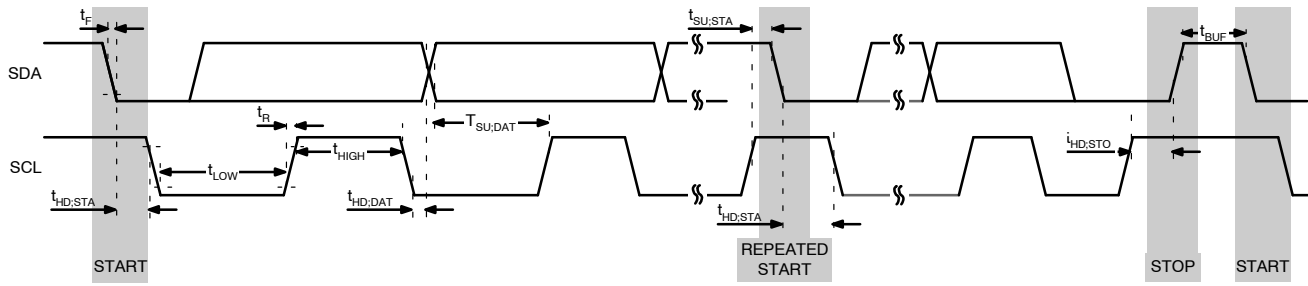 tF
tSU;STA
tBUF
SDA
tR
TSU;DAT
SCL
tHIGH
iHD;STO
tLOW
tHD;STA
tHD;DAT
tHD;STA
START
REPEATED
START
STOP
START